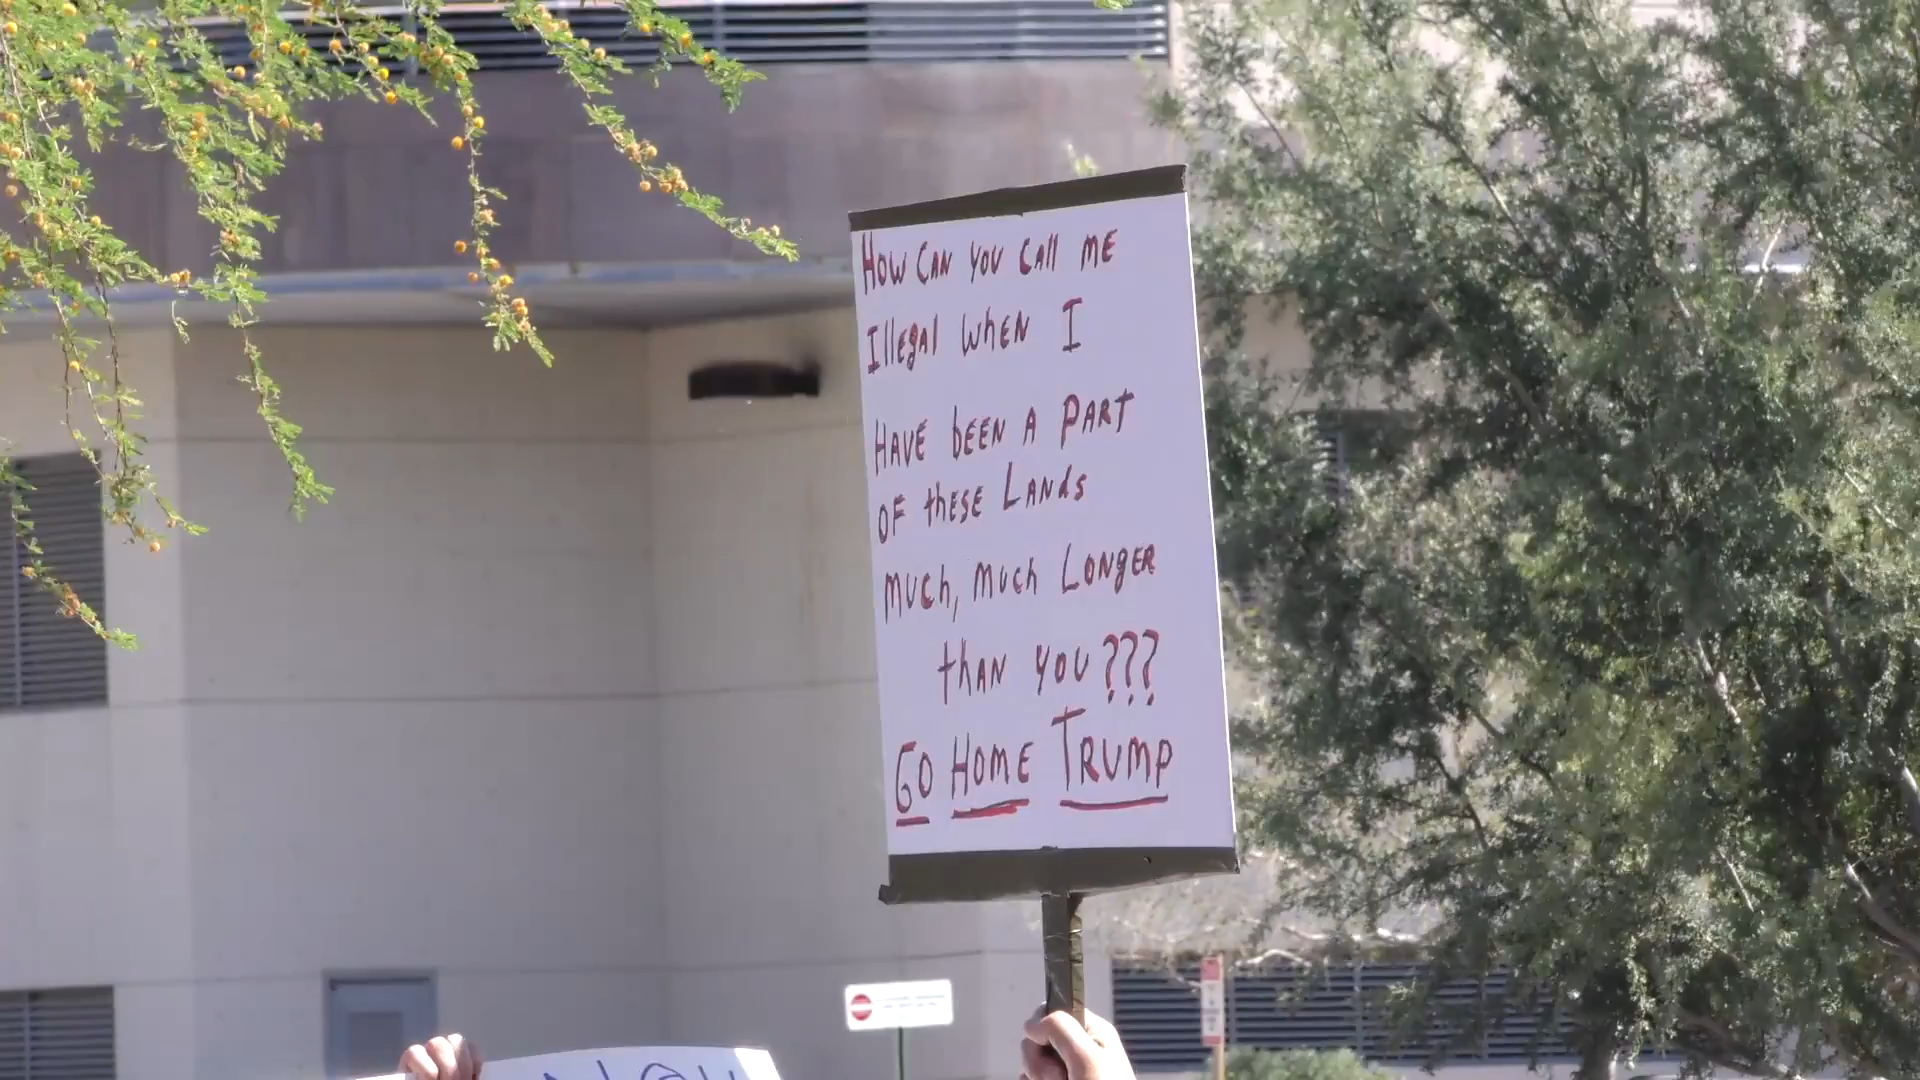 How Can you Call me
Illegal when I
Have been a Part
of these Lands
much, much Longer
than you???
Go Home Trump